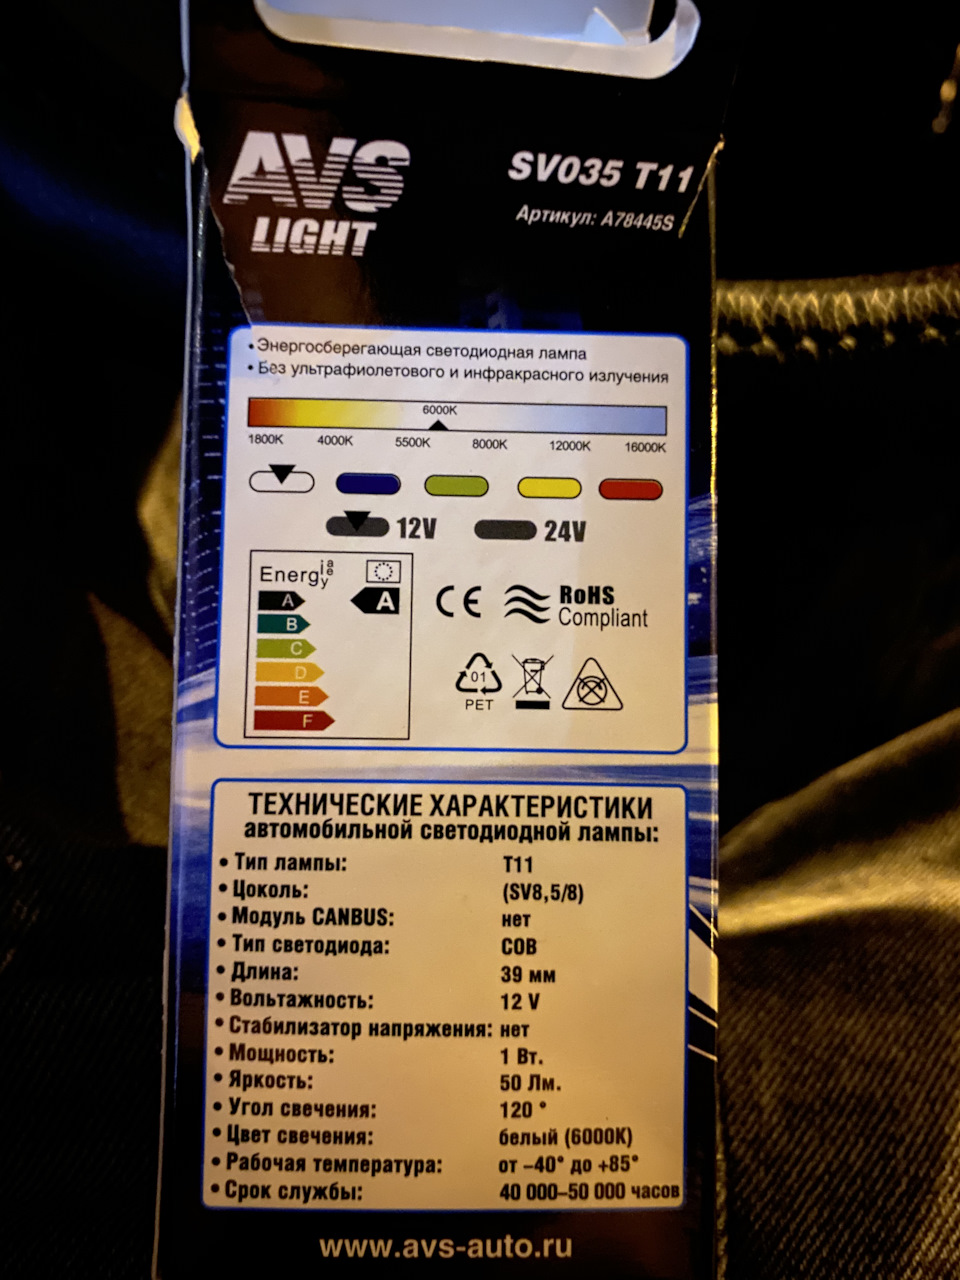 AVS
LIGHT
SV035 T11
Артикул: A78445S
• Энергосберегающая светодиодная лампа
• Без ультрафиолетового и инфракрасного излучения
6000K
1800K 4000K 5500K 8000K 12000K 16000K
12V 24V
Energ y ia e
A
A
B
C
D
E
F
CE
RoHS
Compliant
01
PET
ТЕХНИЧЕСКИЕ ХАРАКТЕРИСТИКИ
автомобильной светодиодной лампы:
• Тип лампы: T11
• Цоколь: (SV8,5/8)
• Модуль CANBUS: нет
• Тип светодиода: COB
• Длина: 39 мм
• Вольтажность: 12 V
• Стабилизатор напряжения: нет
• Мощность: 1 Вт.
• Яркость: 50 Лм.
• Угол свечения: 120 °
• Цвет свечения: белый (6000K)
• Рабочая температура: от –40° до +85°
• Срок службы: 40 000–50 000 часов
www.avs-auto.ru